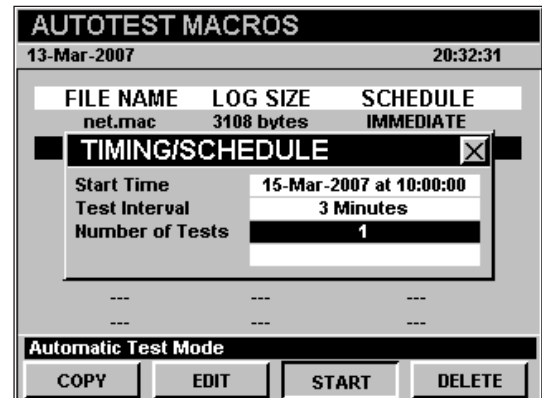 AUTOTEST MACROS
13-Mar-2007 20:32:31
FILE NAME LOG SIZE SCHEDULE
net.mac 3108 bytes IMMEDIATE
TIMING/SCHEDULE
Start Time 15-Mar-2007 at 10:00:00
Test Interval 3 Minutes
Number of Tests 1
--- --- ---
--- --- ---
Automatic Test Mode
COPY EDIT START DELETE